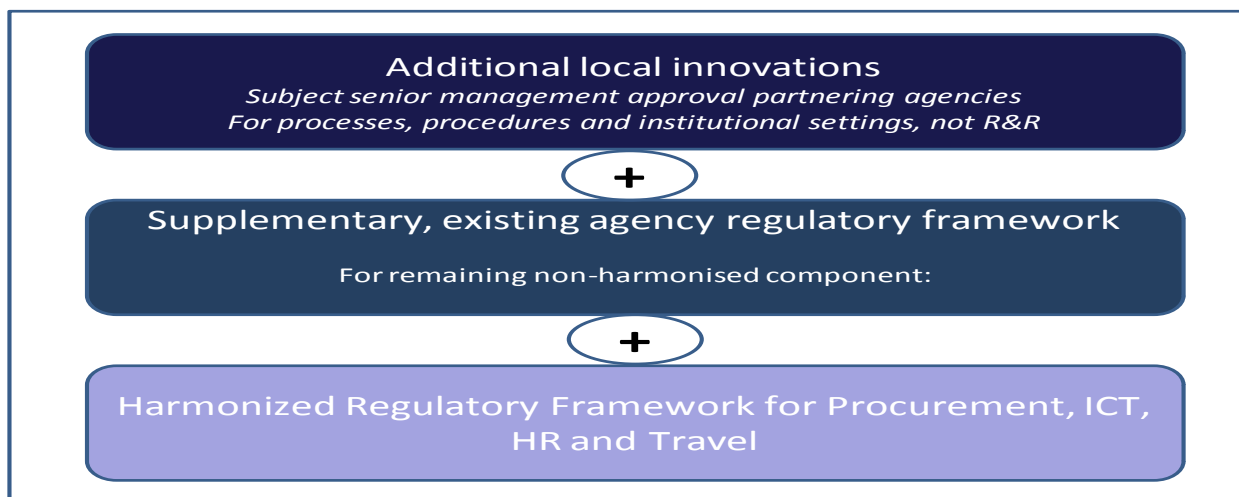 Additional local innovations
Subject senior management approval partnering agencies
For processes, procedures and institutional settings, not R&R
+
Supplementary, existing agency regulatory framework
For remaining non-harmonised component:
+
Harmonized Regulatory Framework for Procurement, ICT,
HR and Travel